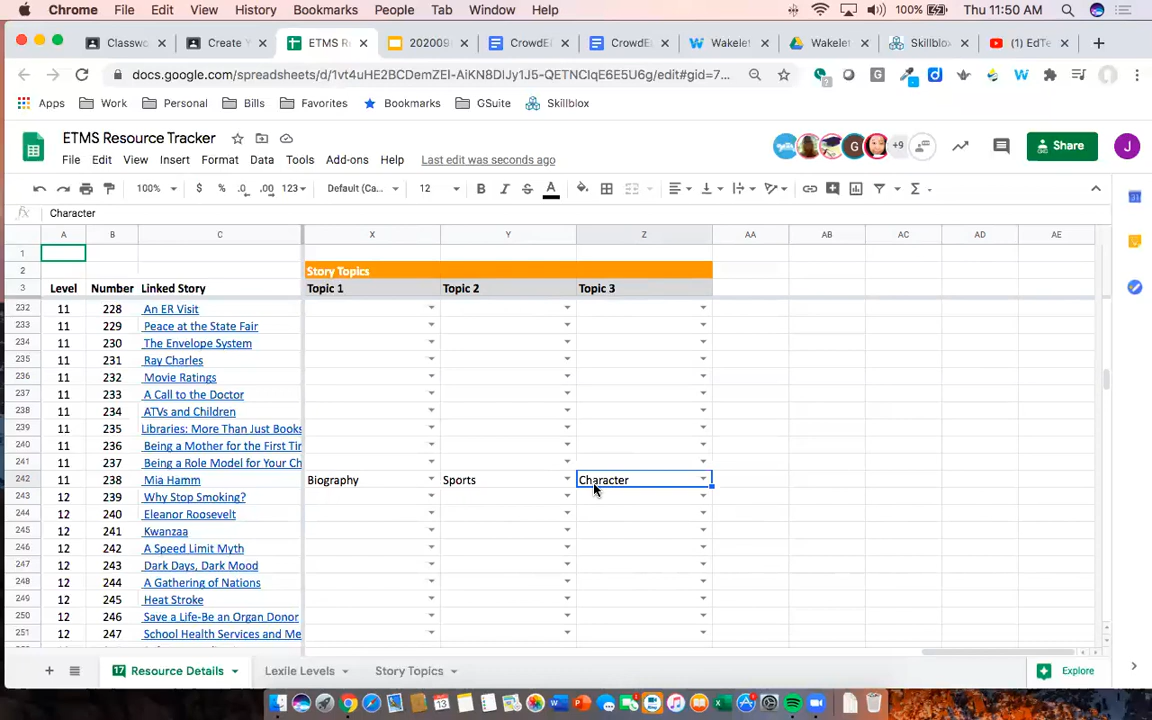 Chrome File Edit View History Bookmarks People Tab Window Help 100% Thu 11:50 AM
Classwo Create Y ETMS R 202009 CrowdEd CrowdEd Wakelet Wakelet Skillblox (1) EdTe
docs.google.com/spreadsheets/d/1vt4uHE2BCDemZEI-AiKN8DlJy1J5-QETNCIqE6E5U6g/edit#gid=7...
Apps Work Personal Bills Favorites Bookmarks GSuite Skillblox
ETMS Resource Tracker
G +9 Share J
File Edit View Insert Format Data Tools Add-ons Help Last edit was seconds ago
100% $ % .0 .00 123 Default (Ca... 12 B I S A
fx Character
A B C X Y Z AA AB AC AD AE
1
2 Story Topics
3 Level Number Linked Story Topic 1 Topic 2 Topic 3
232 11 228 An ER Visit
233 11 229 Peace at the State Fair
234 11 230 The Envelope System
235 11 231 Ray Charles
236 11 232 Movie Ratings
237 11 233 A Call to the Doctor
238 11 234 ATVs and Children
239 11 235 Libraries: More Than Just Books
240 11 236 Being a Mother for the First Tir
241 11 237 Being a Role Model for Your Ch
242 11 238 Mia Hamm Biography Sports Character
243 12 239 Why Stop Smoking?
244 12 240 Eleanor Roosevelt
245 12 241 Kwanzaa
246 12 242 A Speed Limit Myth
247 12 243 Dark Days, Dark Mood
248 12 244 A Gathering of Nations
249 12 245 Heat Stroke
250 12 246 Save a Life-Be an Organ Donor
251 12 247 School Health Services and Me
17 Resource Details Lexile Levels Story Topics Explore